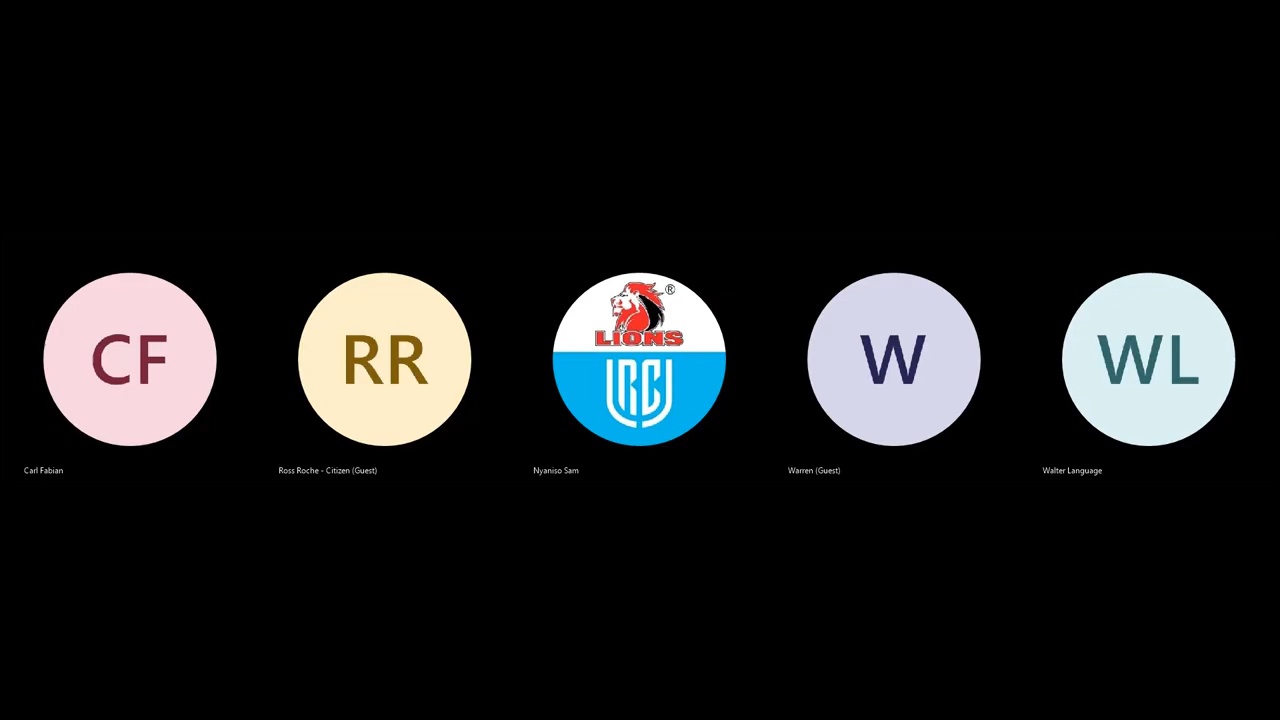 CF
RR
®
LIONS
URC
W
WL
Carl Fabian
Ross Roche - Citizen (Guest)
Nyaniso Sam
Warren (Guest)
Walter Language